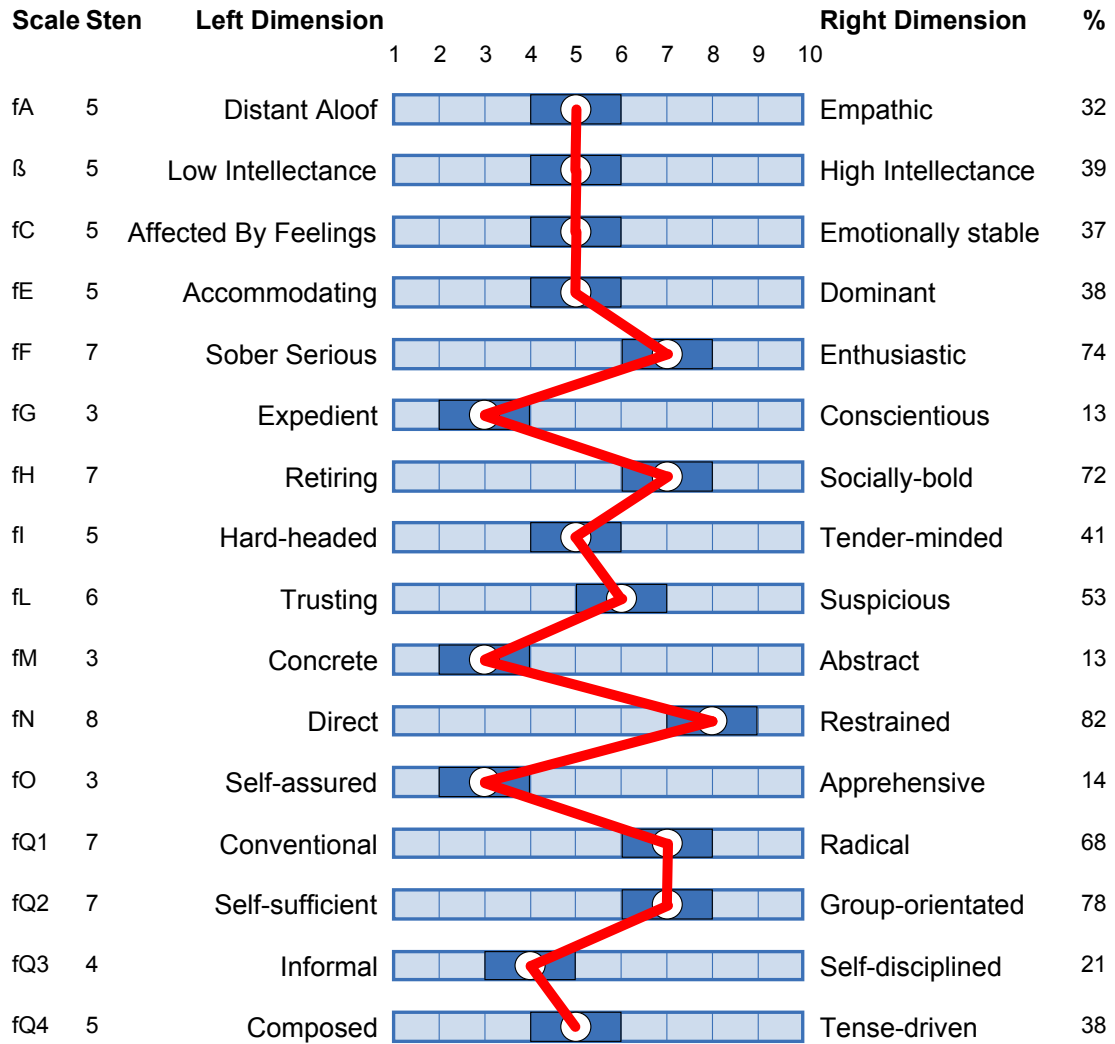 Scale Sten Left Dimension Right Dimension %
1 2 3 4 5 6 7 8 9 10
fA 5 Distant Aloof Empathic 32
ß 5 Low Intellectance High Intellectance 39
fC 5 Affected By Feelings Emotionally stable 37
fE 5 Accommodating Dominant 38
fF 7 Sober Serious Enthusiastic 74
fG 3 Expedient Conscientious 13
fH 7 Retiring Socially-bold 72
fI 5 Hard-headed Tender-minded 41
fL 6 Trusting Suspicious 53
fM 3 Concrete Abstract 13
fN 8 Direct Restrained 82
fO 3 Self-assured Apprehensive 14
fQ1 7 Conventional Radical 68
fQ2 7 Self-sufficient Group-orientated 78
fQ3 4 Informal Self-disciplined 21
fQ4 5 Composed Tense-driven 38